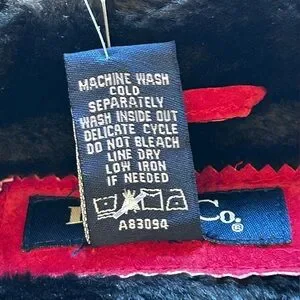 MACHINE WASH
COLD
SEPARATELY
WASH INSIDE OUT
DELICATE CYCLE
DO NOT BLEACH
LINE DRY
LOW IRON
IF NEEDED
A83094
Co.®